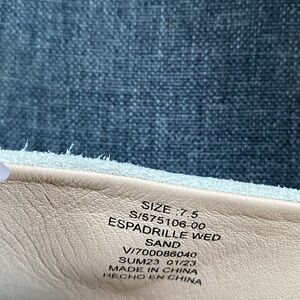 SIZE :7.5
S/575106-00
ESPADRILLE WED
SAND
V/700086040
SUM23 01/23
MADE IN CHINA
HECHO EN CHINA